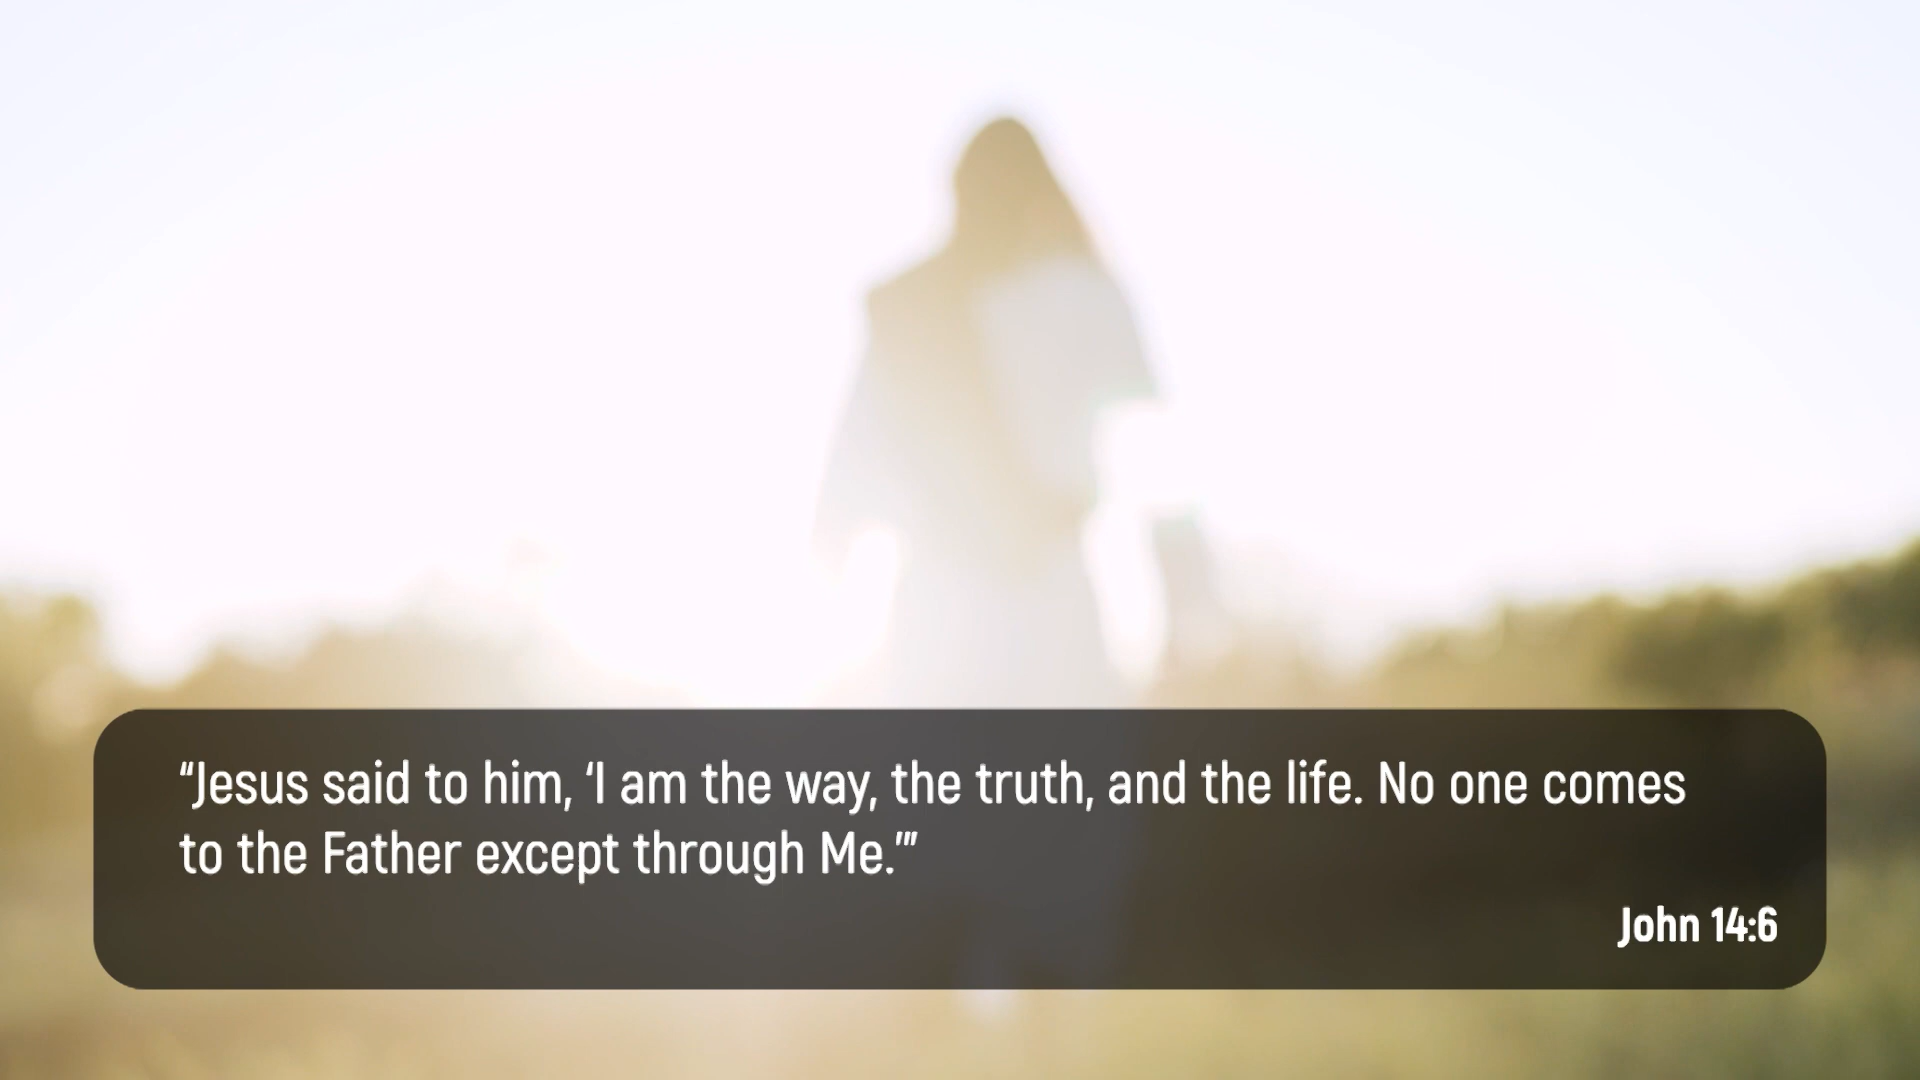 “Jesus said to him, ‘I am the way, the truth, and the life. No one comes
to the Father except through Me.’”
John 14:6